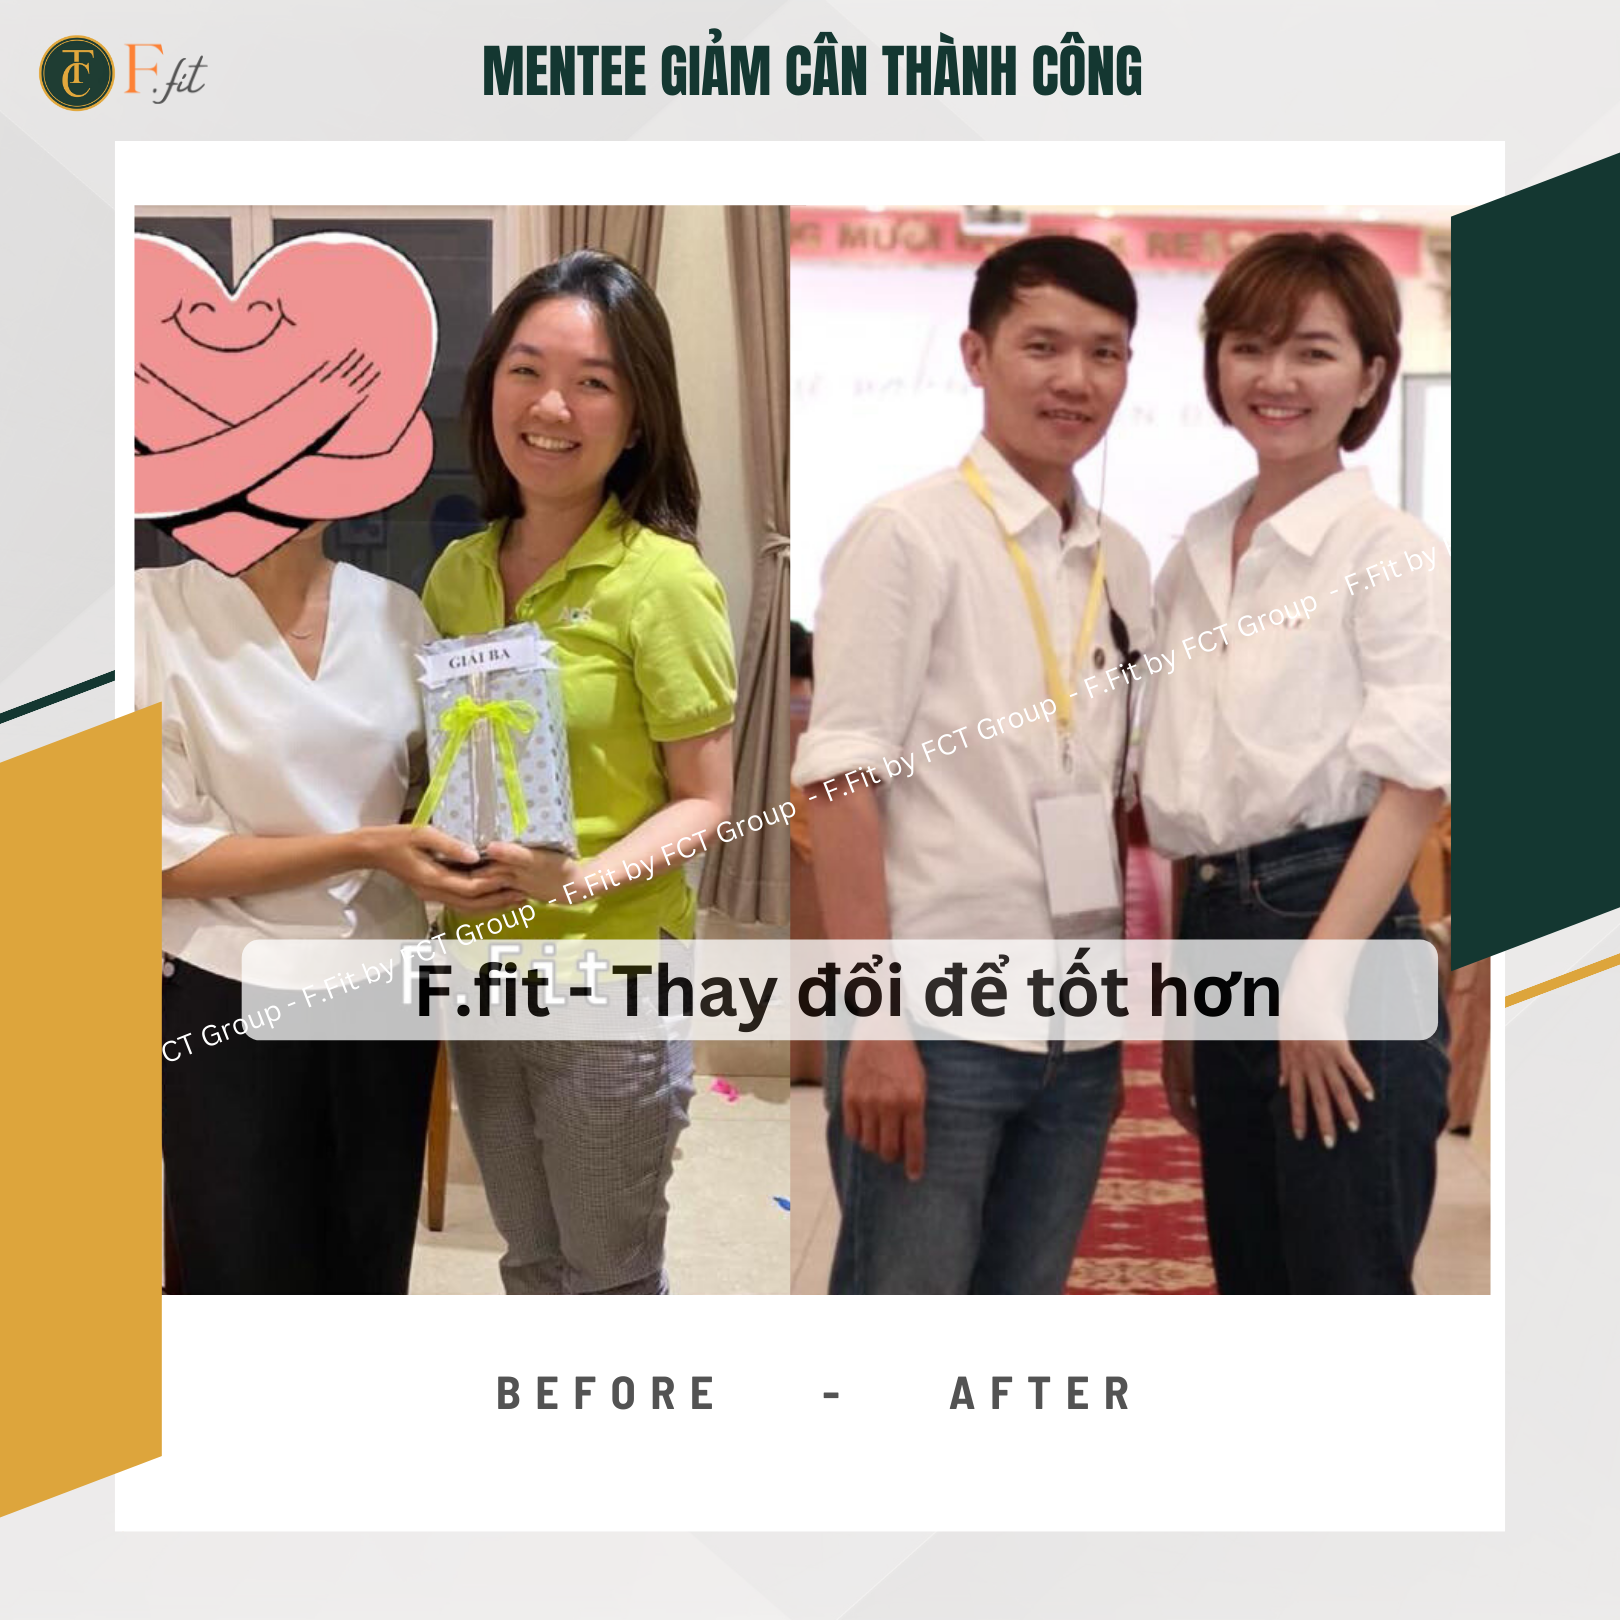 F.fit
MENTEE GIẢM CÂN THÀNH CÔNG
GIẢI BA
CT Group - F.Fit by FCT Group - F.Fit by FCT Group - F.Fit by FCT Group - F.Fit by FCT Group - F.Fit by
F.Fit
F.fit - Thay đổi để tốt hơn
BEFORE - AFTER